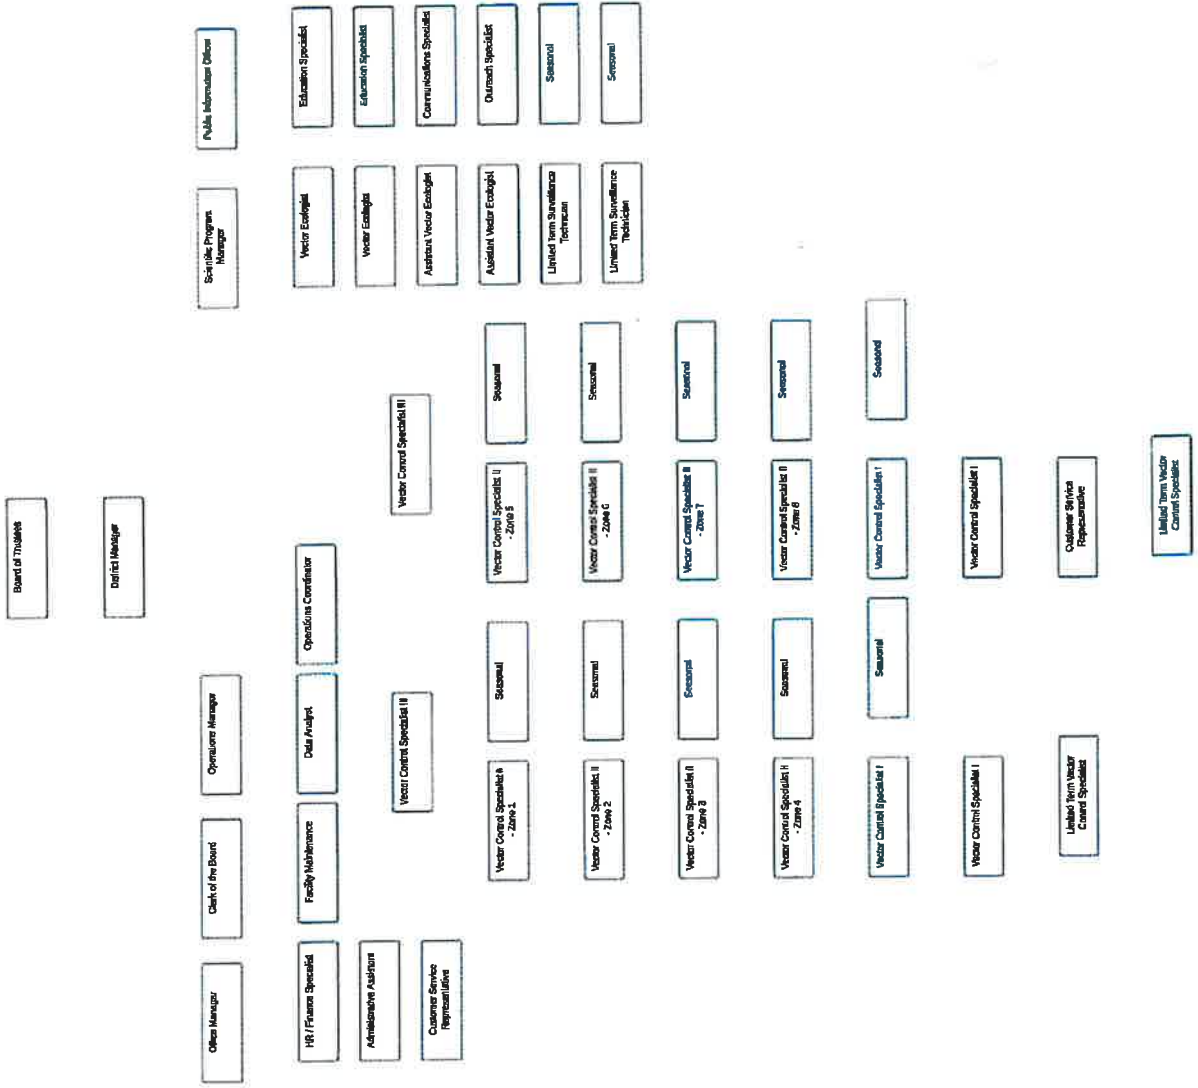 Board of Trustees
District Manager
Office Manager
Clerk of the Board
Operations Manager
Scientific Program
Manager
Public Information Officer
HR / Finance Specialist
Facility Maintenance
Data Analyst
Operations Coordinator
Vector Ecologist
Education Specialist
Administrative Assistant
Vector Ecologist
Education Specialist
Vector Control Specialist III
Vector Control Specialist III
Customer Service
Representative
Assistant Vector Ecologist
Communications Specialist
Vector Control Specialist II
- Zone 1
Seasonal
Vector Control Specialist II
- Zone 5
Seasonal
Assistant Vector Ecologist
Outreach Specialist
Limited Term Surveillance
Technician
Seasonal
Vector Control Specialist II
- Zone 2
Seasonal
Vector Control Specialist II
- Zone 6
Seasonal
Limited Term Surveillance
Technician
Seasonal
Vector Control Specialist II
- Zone 3
Seasonal
Vector Control Specialist II
- Zone 7
Seasonal
Vector Control Specialist II
- Zone 4
Seasonal
Vector Control Specialist II
- Zone 8
Seasonal
Vector Control Specialist I
Seasonal
Vector Control Specialist I
Seasonal
Vector Control Specialist I
Vector Control Specialist I
Limited Term Vector
Control Specialist
Customer Service
Representative
Limited Term Vector
Control Specialist